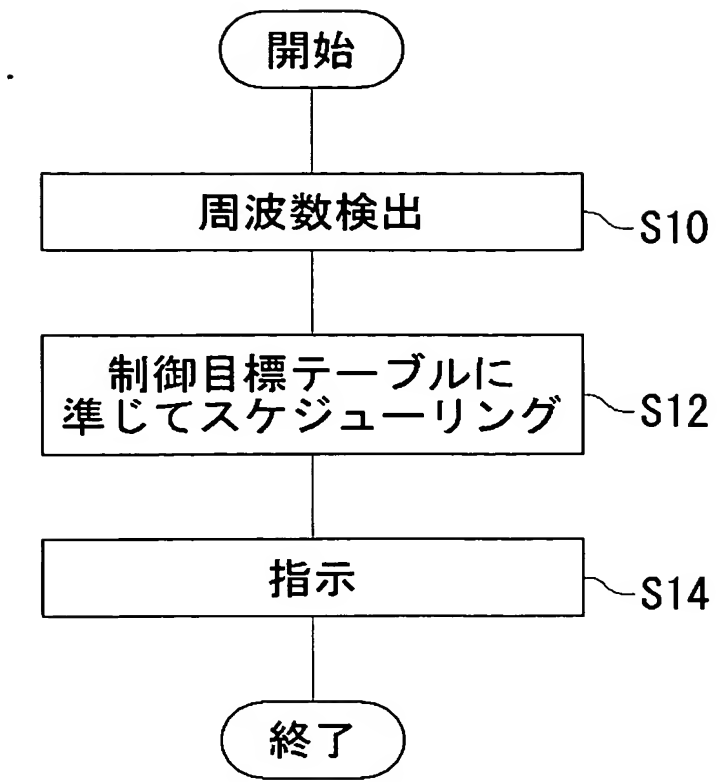 開始
周波数検出
S10
制御目標テーブルに
準じてスケジューリング
S12
指示
S14
終了